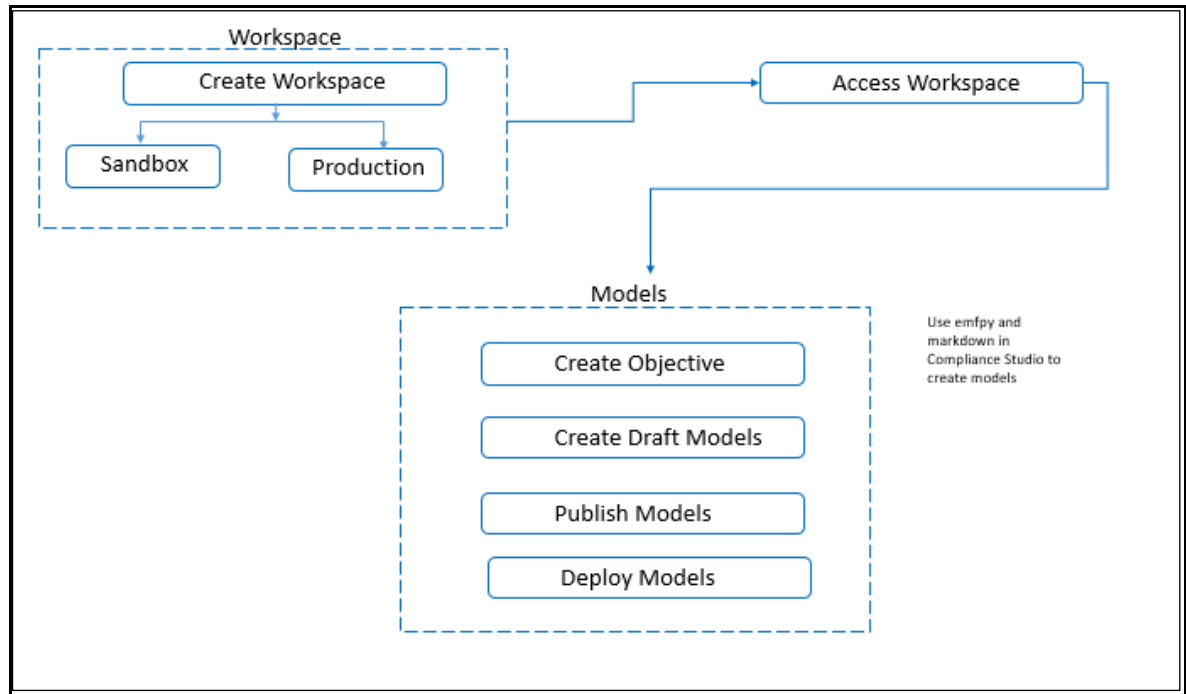 Workspace
Create Workspace
Sandbox
Production
Access Workspace
Models
Create Objective
Create Draft Models
Publish Models
Deploy Models
Use emfpy and
markdown in
Compliance Studio to
create models